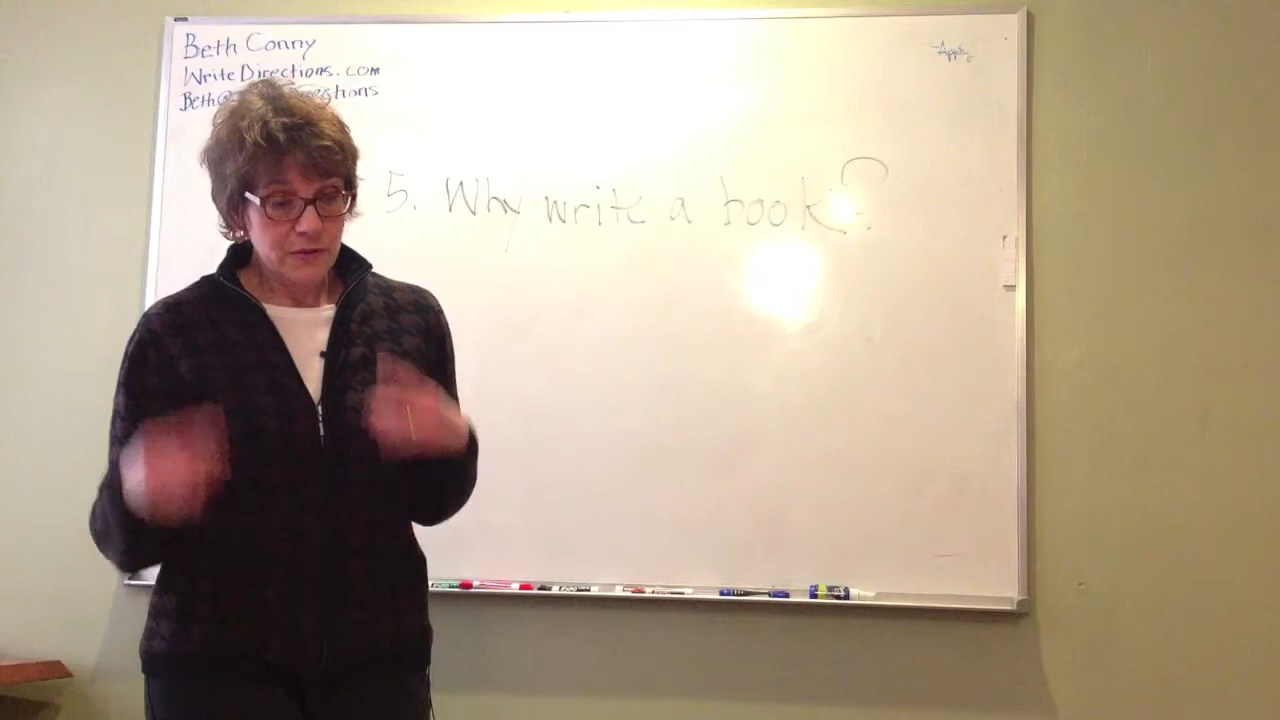 Beth Conny
WriteDirections.com
Beth@
5. Why write a book?